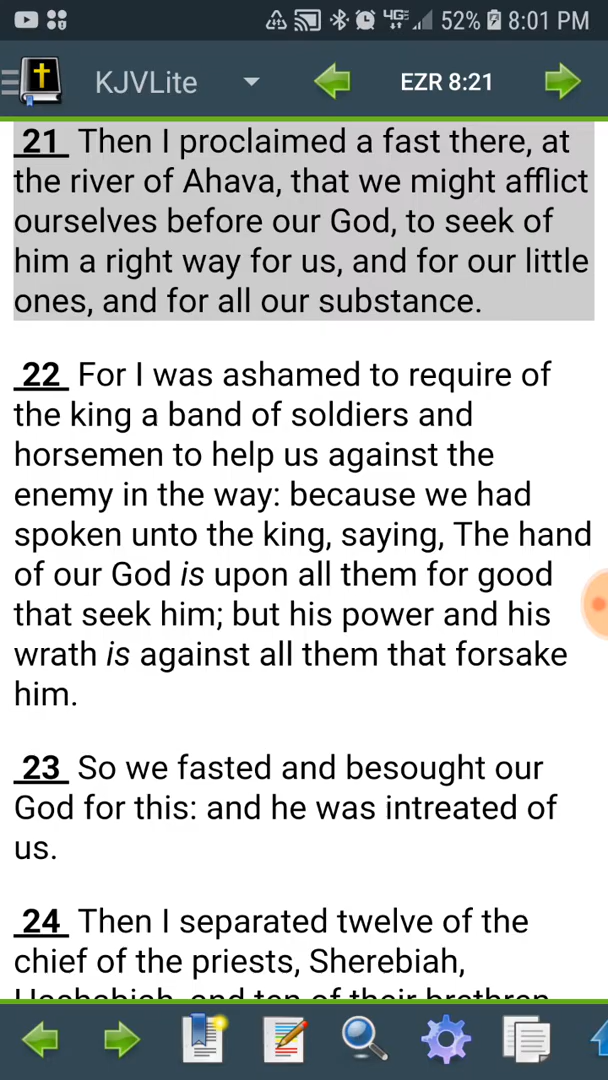 52% 8:01 PM
KJVLite EZR 8:21
21 Then I proclaimed a fast there, at
the river of Ahava, that we might afflict
ourselves before our God, to seek of
him a right way for us, and for our little
ones, and for all our substance.
22 For I was ashamed to require of
the king a band of soldiers and
horsemen to help us against the
enemy in the way: because we had
spoken unto the king, saying, The hand
of our God is upon all them for good
that seek him; but his power and his
wrath is against all them that forsake
him.
23 So we fasted and besought our
God for this: and he was intreated of
us.
24 Then I separated twelve of the
chief of the priests, Sherebiah,
Hashabiah, and ten of their brethren